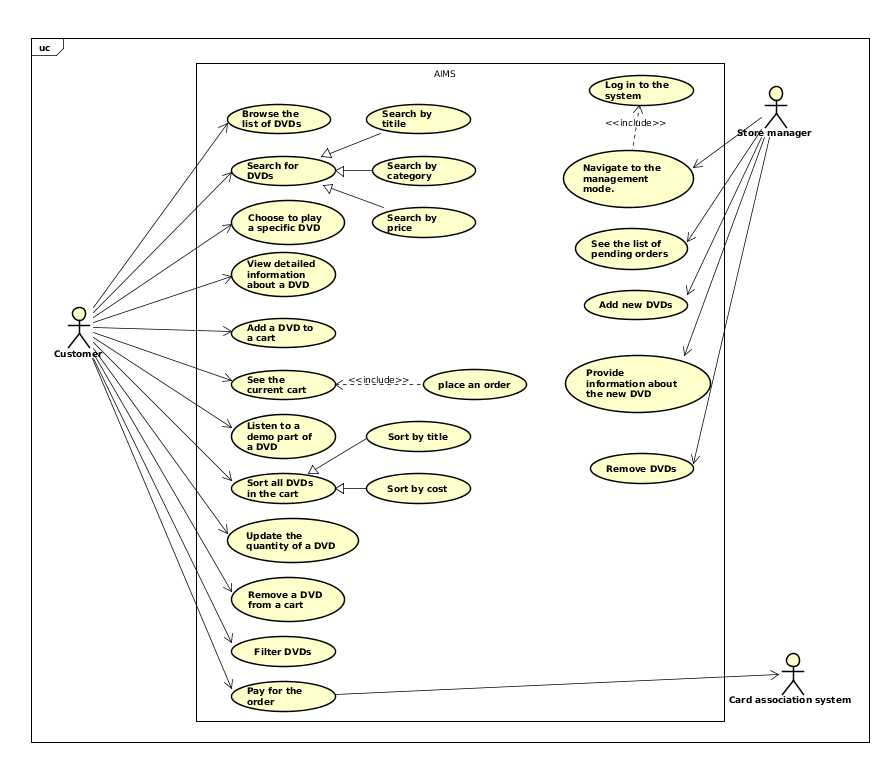 uc
AIMS
Log in to the
system
Browse the
list of DVDs
Search by
titile
<<include>>
Store manager
Search for
DVDs
Search by
category
Navigate to the
management
mode.
Choose to play
a specific DVD
Search by
price
See the list of
pending orders
View detailed
information
about a DVD
Add new DVDs
Add a DVD to
a cart
Customer
See the
current cart
<<include>>
place an order
Provide
information about
the new DVD
Listen to a
demo part of
a DVD
Sort by title
Remove DVDs
Sort all DVDs
in the cart
Sort by cost
Update the
quantity of a DVD
Remove a DVD
from a cart
Filter DVDs
Pay for the
order
Card association system